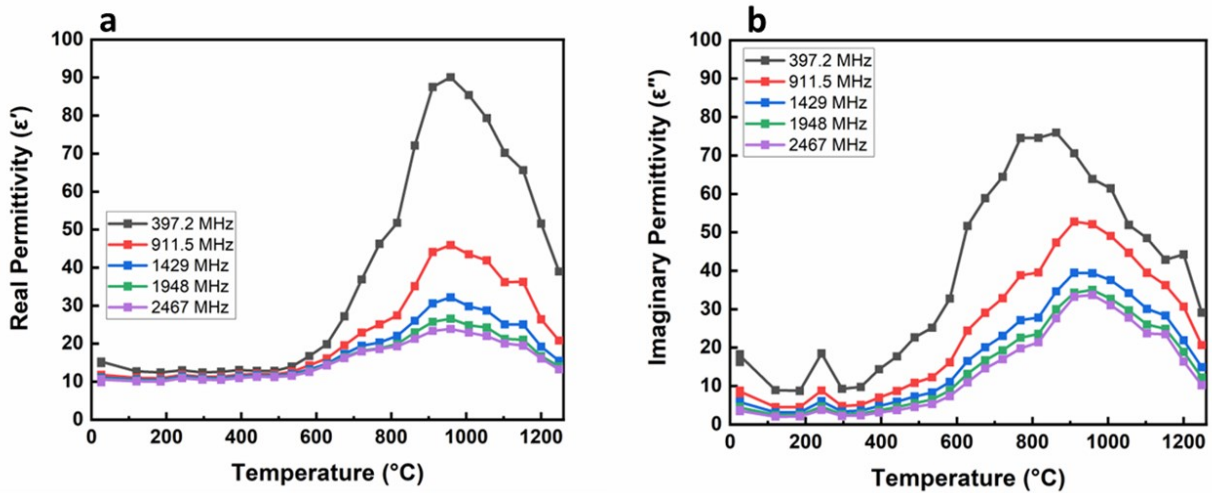 a
100
90
80
70
60
50
40
30
20
10
0
Real Permittivity (ε′)
397.2 MHz
911.5 MHz
1429 MHz
1948 MHz
2467 MHz
0 200 400 600 800 1000 1200
Temperature (°C)
b
100
90
80
70
60
50
40
30
20
10
0
Imaginary Permittivity (ε″)
397.2 MHz
911.5 MHz
1429 MHz
1948 MHz
2467 MHz
0 200 400 600 800 1000 1200
Temperature (°C)